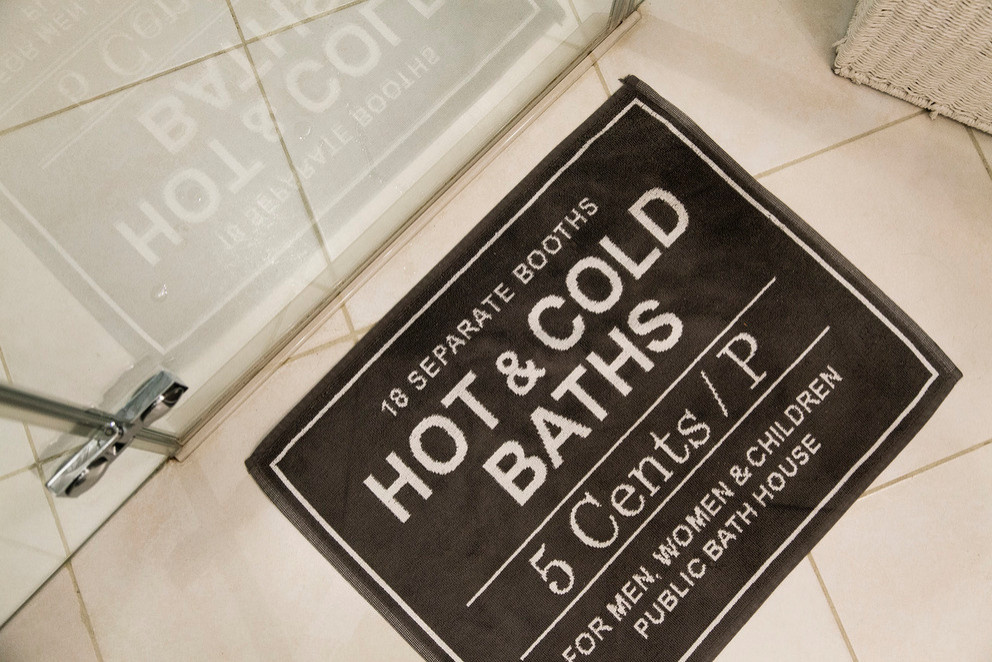 18 SEPARATE BOOTHS
HOT & COLD
BATHS
5 Cents / P
FOR MEN, WOMEN & CHILDREN
PUBLIC BATH HOUSE